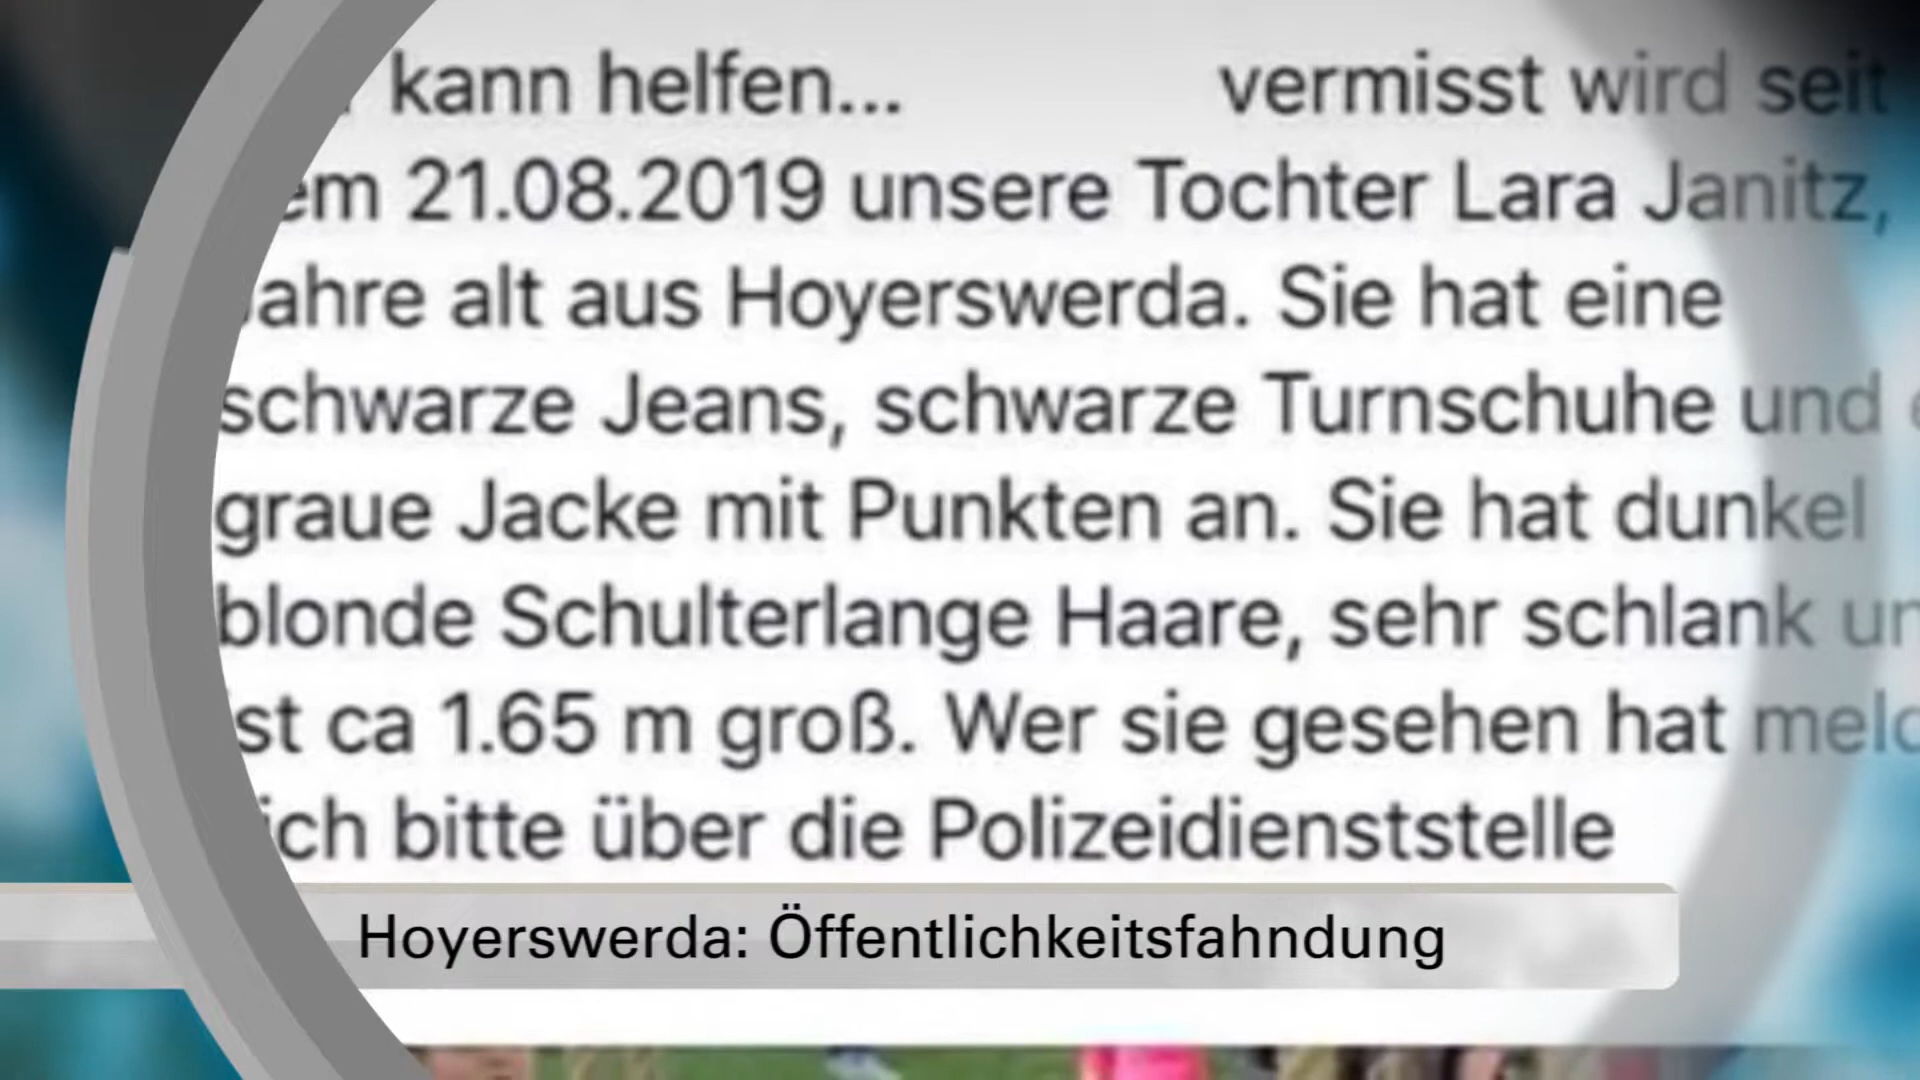 kann helfen... vermisst wird seit
em 21.08.2019 unsere Tochter Lara Janitz,
ahre alt aus Hoyerswerda. Sie hat eine
schwarze Jeans, schwarze Turnschuhe und
graue Jacke mit Punkten an. Sie hat dunkel
blonde Schulterlange Haare, sehr schlank un
st ca 1.65 m groß. Wer sie gesehen hat meld
ich bitte über die Polizeidienststelle
Hoyerswerda: Öffentlichkeitsfahndung